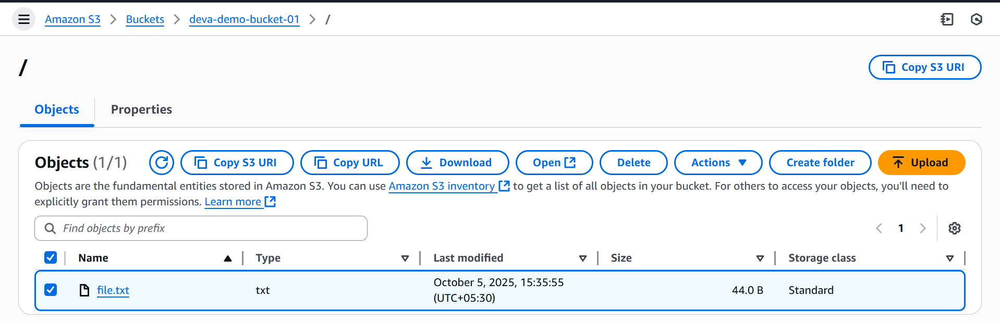 Amazon S3 > Buckets > deva-demo-bucket-01 > /
/
Copy S3 URI
Objects
Properties
Objects (1/1)
Copy S3 URI
Copy URL
Download
Open
Delete
Actions
Create folder
Upload
Objects are the fundamental entities stored in Amazon S3. You can use Amazon S3 inventory to get a list of all objects in your bucket. For others to access your objects, you'll need to
explicitly grant them permissions. Learn more
Find objects by prefix
1
Name
Type
Last modified
Size
Storage class
file.txt
txt
October 5, 2025, 15:35:55
(UTC+05:30)
44.0 B
Standard